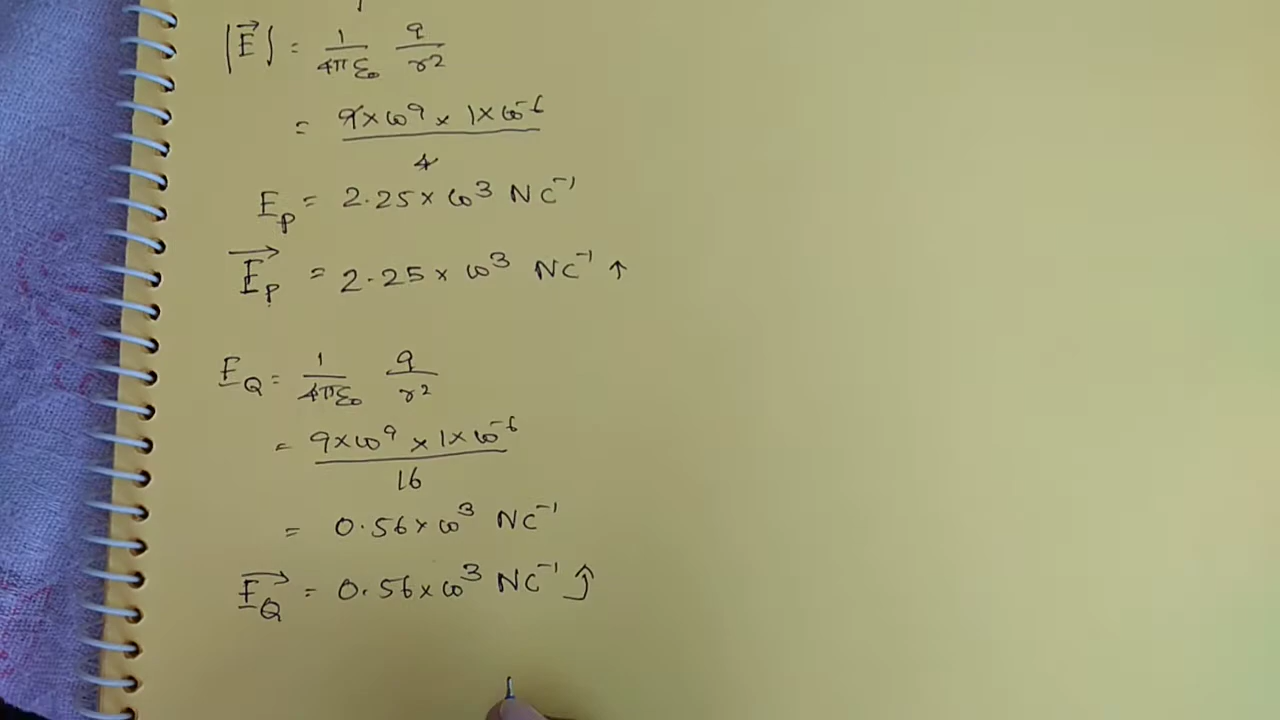 |E⃗| = 1/4πε₀ q/r²
= 9×10⁹ × 1×10⁻⁶ / 4
E_P = 2.25×10³ NC⁻¹
E⃗_P = 2.25×10³ NC⁻¹ ↑
E_Q = 1/4πε₀ q/r²
= 9×10⁹ × 1×10⁻⁶ / 16
= 0.56×10³ NC⁻¹
E⃗_Q = 0.56×10³ NC⁻¹ ↑